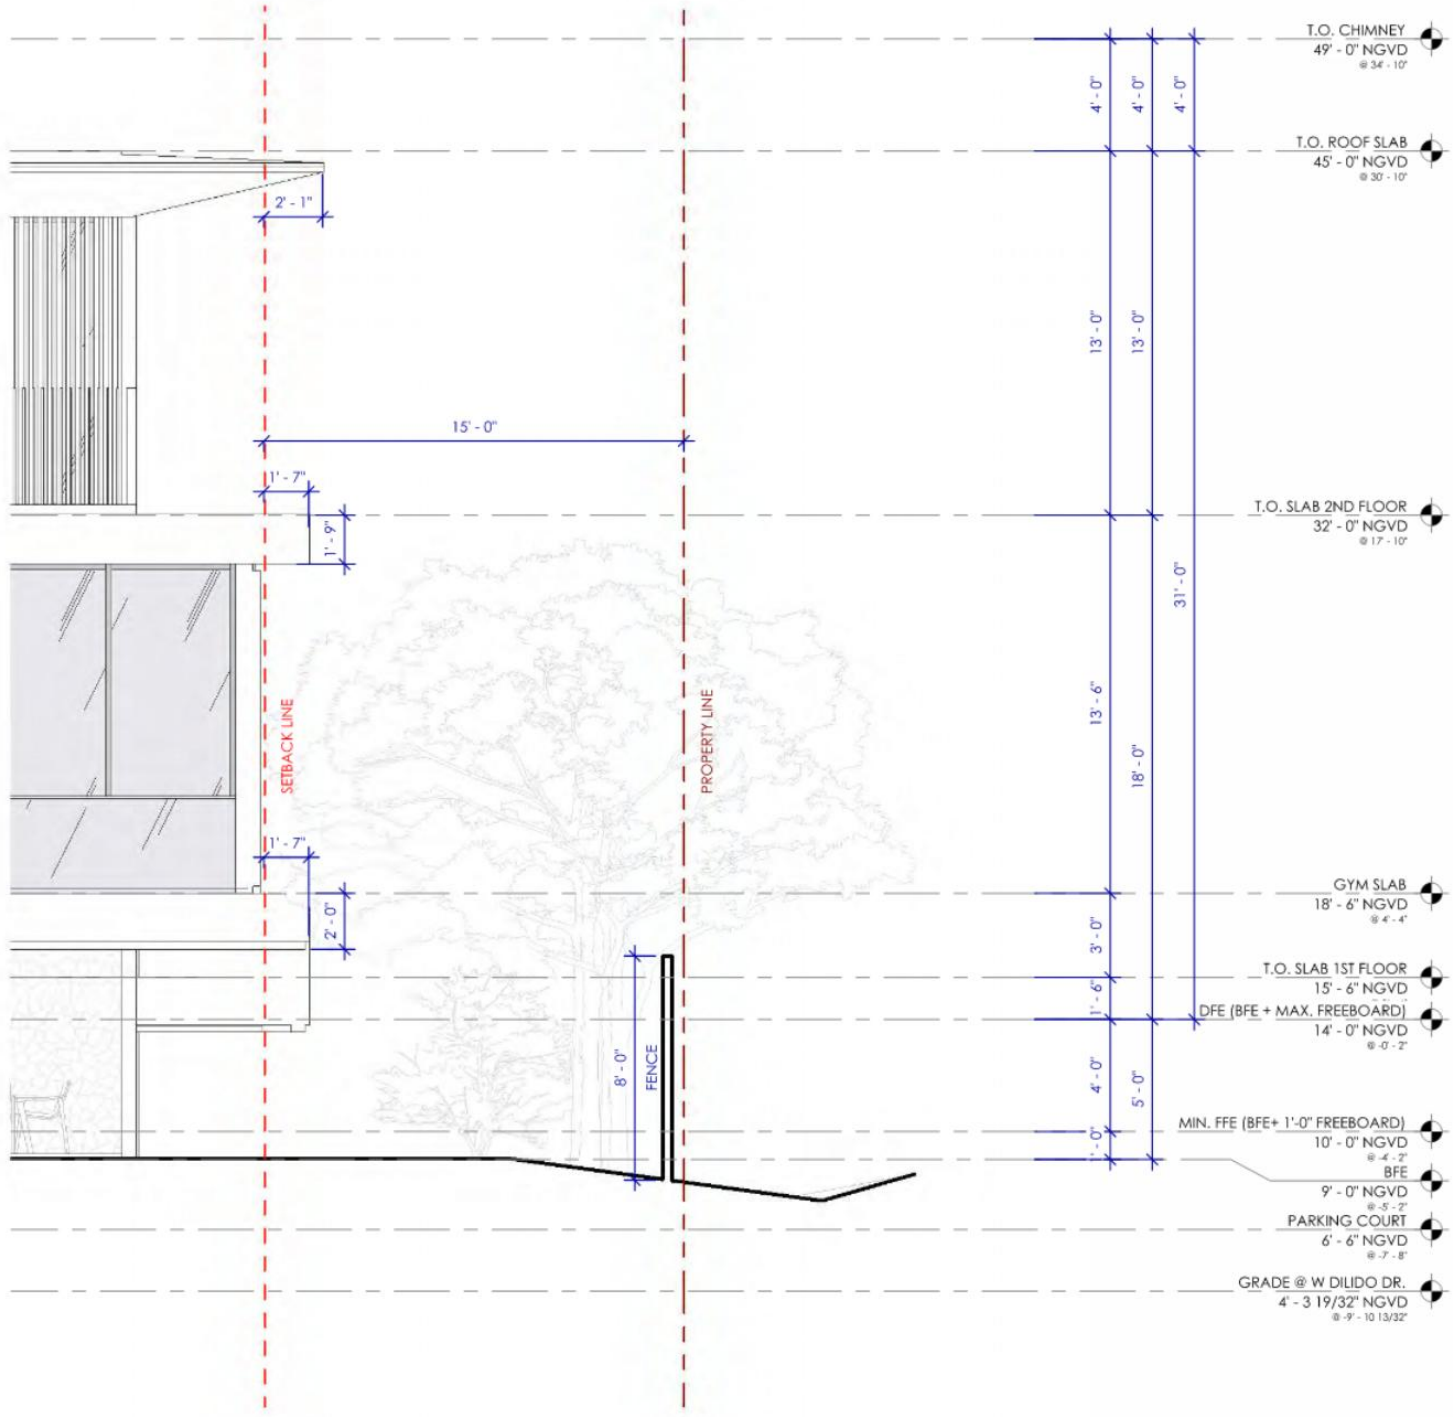 T.O. CHIMNEY
49' - 0" NGVD
@ 34' - 10"
4' - 0"
4' - 0"
4' - 0"
T.O. ROOF SLAB
45' - 0" NGVD
@ 30' - 10"
2' - 1"
13' - 0"
13' - 0"
15' - 0"
1' - 7"
T.O. SLAB 2ND FLOOR
32' - 0" NGVD
@ 17' - 10"
1' - 9"
31' - 0"
SETBACK LINE
PROPERTY LINE
13' - 6"
18' - 0"
1' - 7"
GYM SLAB
18' - 6" NGVD
@ 4' - 4"
2' - 0"
3' - 0"
T.O. SLAB 1ST FLOOR
15' - 6" NGVD
1' - 6"
DFE (BFE + MAX. FREEBOARD)
14' - 0" NGVD
@ -0' - 2"
8' - 0"
FENCE
4' - 0"
5' - 0"
MIN. FFE (BFE+ 1'-0" FREEBOARD)
10' - 0" NGVD
@ -4' - 2"
1' - 0"
BFE
9' - 0" NGVD
@ -5' - 2"
PARKING COURT
6' - 6" NGVD
@ -7' - 8"
GRADE @ W DILIDO DR.
4' - 3 19/32" NGVD
@ -9' - 10 13/32"